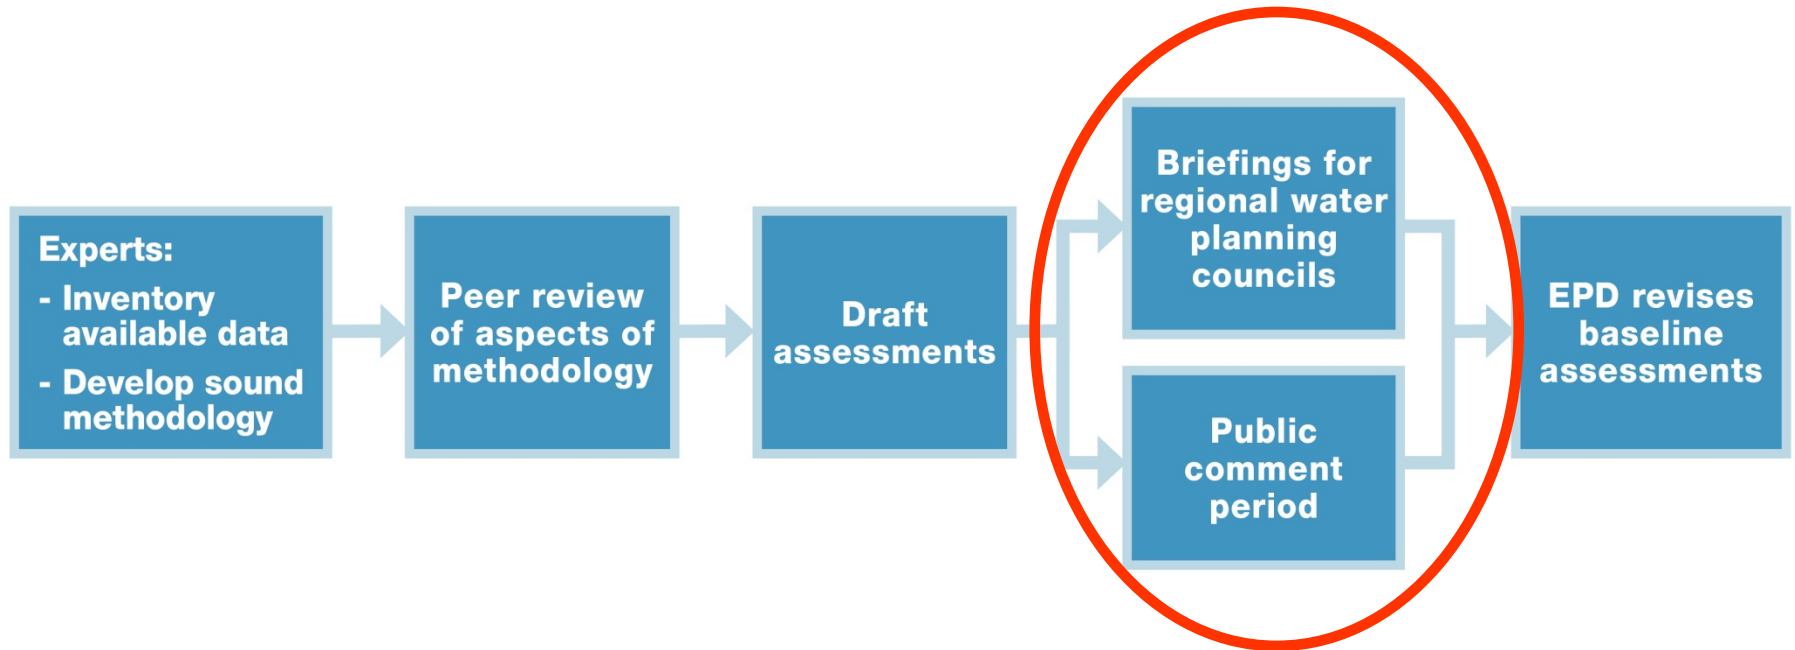 Experts:
- Inventory
available data
- Develop sound
methodology
Peer review
of aspects of
methodology
Draft
assessments
Briefings for
regional water
planning
councils
Public
comment
period
EPD revises
baseline
assessments